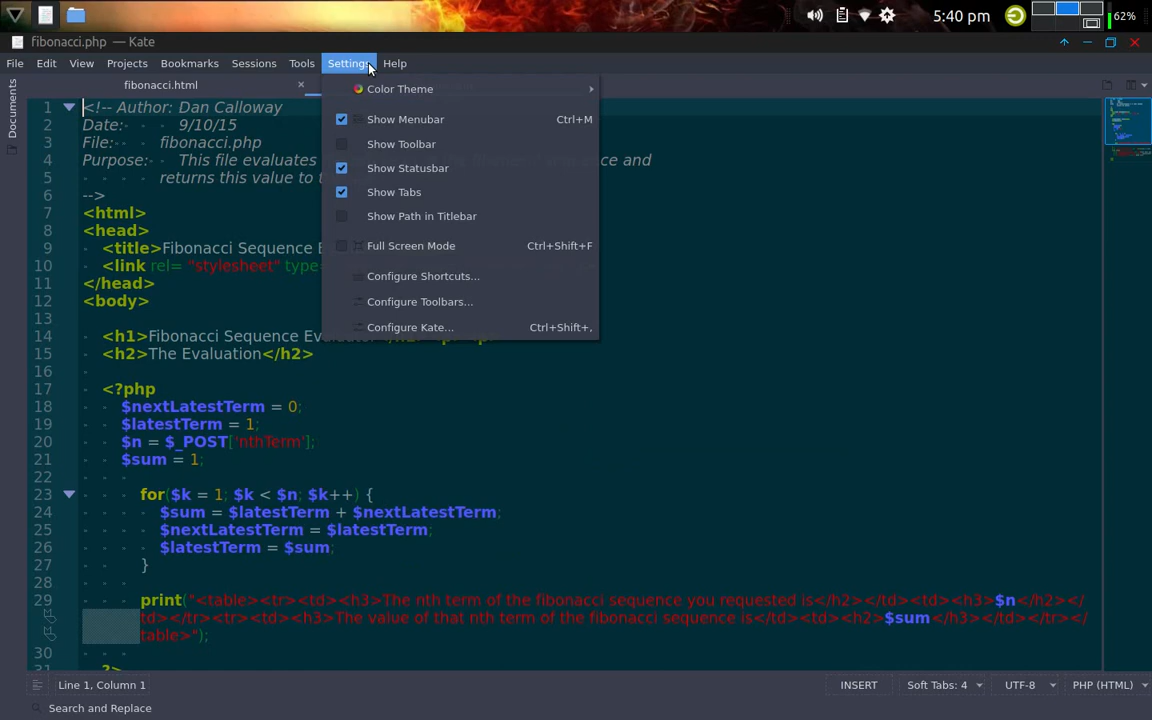 5:40 pm
62%
fibonacci.php — Kate
File Edit View Projects Bookmarks Sessions Tools Settings Help
Documents
fibonacci.html
Color Theme
Show Menubar Ctrl+M
Show Toolbar
Show Statusbar
Show Tabs
Show Path in Titlebar
Full Screen Mode Ctrl+Shift+F
Configure Shortcuts...
Configure Toolbars...
Configure Kate... Ctrl+Shift+,
1 <!-- Author: Dan Calloway
2 Date: 9/10/15
3 File: fibonacci.php
4 Purpose: This file evaluates and
5 returns this value to
6 -->
7 <html>
8 <head>
9 <title>Fibonacci Sequence
10 <link rel= "stylesheet" type=
11 </head>
12 <body>
13
14 <h1>Fibonacci Sequence
15 <h2>The Evaluation</h2>
16
17 <?php
18 $nextLatestTerm = 0;
19 $latestTerm = 1;
20 $n = $_POST['nthTerm'];
21 $sum = 1;
22
23 for($k = 1; $k < $n; $k++) {
24 $sum = $latestTerm + $nextLatestTerm;
25 $nextLatestTerm = $latestTerm;
26 $latestTerm = $sum;
27 }
28
29 print("<table><tr><td><h3>The nth term of the fibonacci sequence you requested is</h2></td><td><h3>$n</h2></
td></tr><tr><td><h3>The value of that nth term of the fibonacci sequence is</td><td><h2>$sum</h3></td></tr></
table>");
30
31 ?>
Line 1, Column 1 INSERT Soft Tabs: 4 UTF-8 PHP (HTML)
Search and Replace